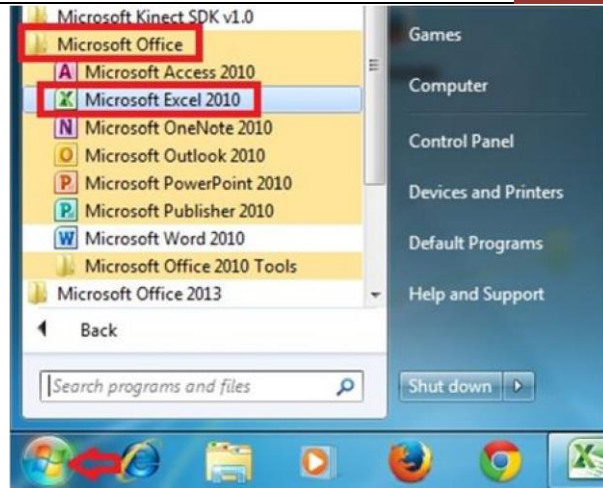 Microsoft Kinect SDK v1.0
Microsoft Office
Microsoft Access 2010
Microsoft Excel 2010
Microsoft OneNote 2010
Microsoft Outlook 2010
Microsoft PowerPoint 2010
Microsoft Publisher 2010
Microsoft Word 2010
Microsoft Office 2010 Tools
Microsoft Office 2013
Back
Search programs and files
Games
Computer
Control Panel
Devices and Printers
Default Programs
Help and Support
Shut down